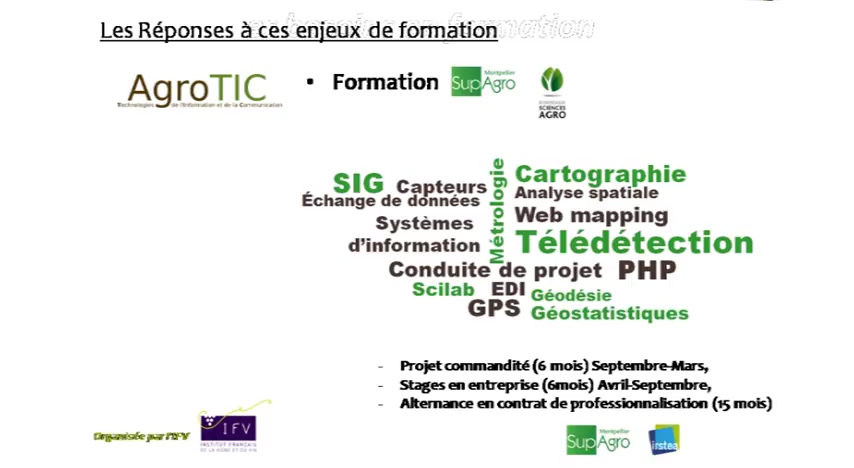 Les Réponses à ces enjeux de formation
AgroTIC
Technologies de l'Information et de la Communication
• Formation
Montpellier
SupAgro
BORDEAUX
SCIENCES
AGRO
SIG
Capteurs
Échange de données
Systèmes
d'information
Métrologie
Cartographie
Analyse spatiale
Web mapping
Télédétection
Conduite de projet PHP
Scilab EDI Géodésie
GPS Géostatistiques
- Projet commandité (6 mois) Septembre-Mars,
- Stages en entreprise (6mois) Avril-Septembre,
- Alternance en contrat de professionnalisation (15 mois)
Organisée par l'IFV
IFV
INSTITUT FRANÇAIS
DE LA VIGNE ET DU VIN
Montpellier
SupAgro
irstea